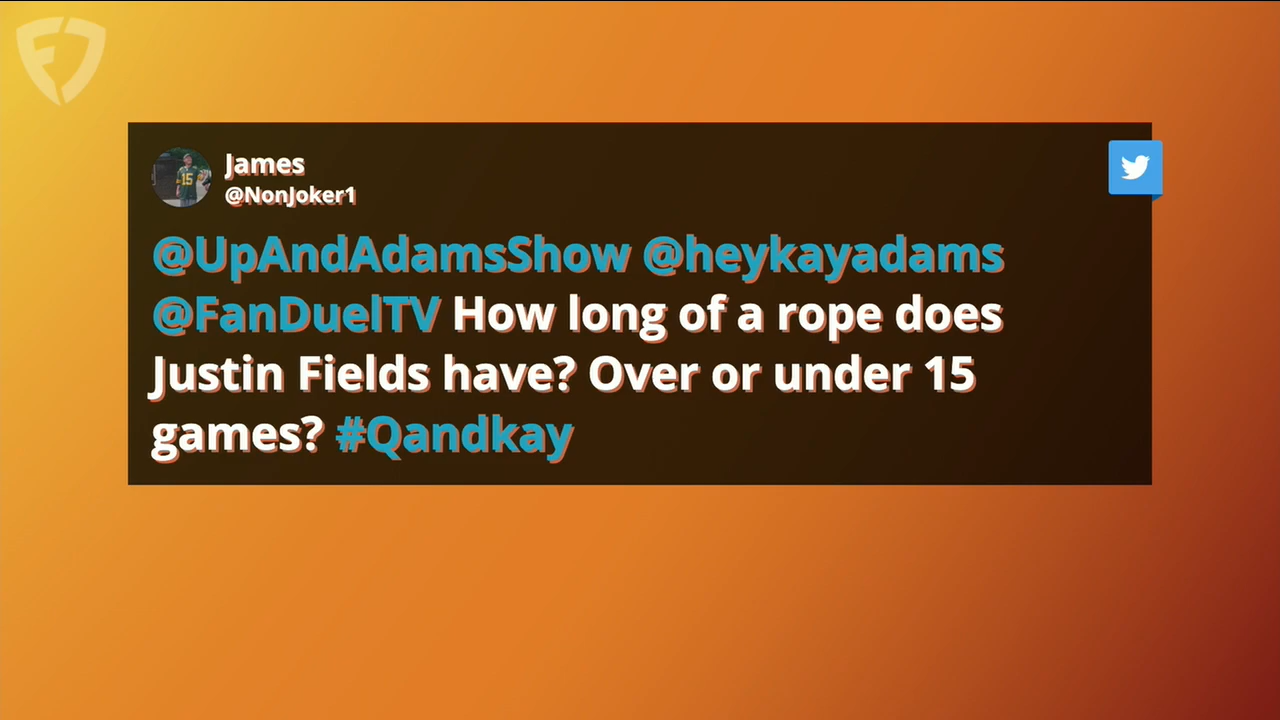 James
@NonJoker1
@UpAndAdamsShow @heykayadams
@FanDuelTV How long of a rope does
Justin Fields have? Over or under 15
games? #Qandkay
15